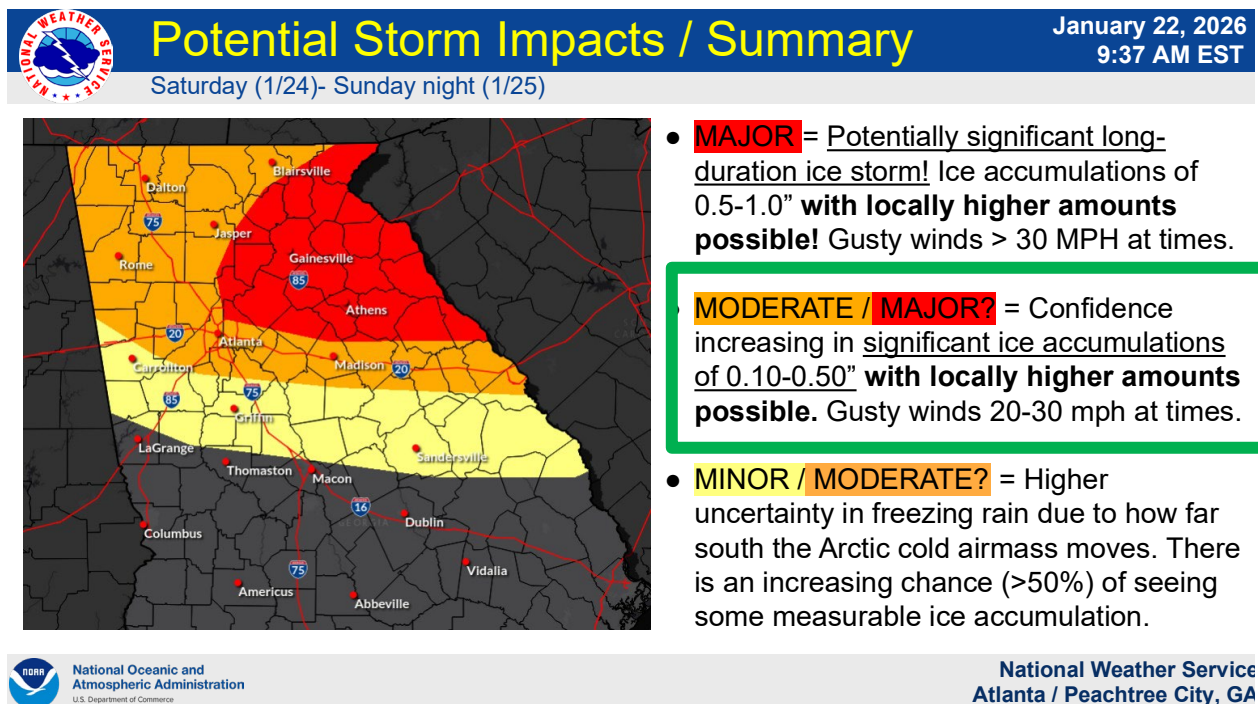 NATIONAL WEATHER SERVICE
Potential Storm Impacts / Summary
January 22, 2026
9:37 AM EST
Saturday (1/24)- Sunday night (1/25)
Blairsville
Dalton
75
Jasper
Rome
Gainesville
85
Athens
20
Atlanta
Carrollton
Madison
20
75
85
Griffin
LaGrange
Sandersville
Thomaston
Macon
16
GEORGIA
Dublin
Columbus
75
Vidalia
Americus
Abbeville
● MAJOR = Potentially significant long-
duration ice storm! Ice accumulations of
0.5-1.0” with locally higher amounts
possible! Gusty winds > 30 MPH at times.
MODERATE / MAJOR? = Confidence
increasing in significant ice accumulations
of 0.10-0.50” with locally higher amounts
possible. Gusty winds 20-30 mph at times.
● MINOR / MODERATE? = Higher
uncertainty in freezing rain due to how far
south the Arctic cold airmass moves. There
is an increasing chance (>50%) of seeing
some measurable ice accumulation.
NOAA
National Oceanic and
Atmospheric Administration
U.S. Department of Commerce
National Weather Service
Atlanta / Peachtree City, GA